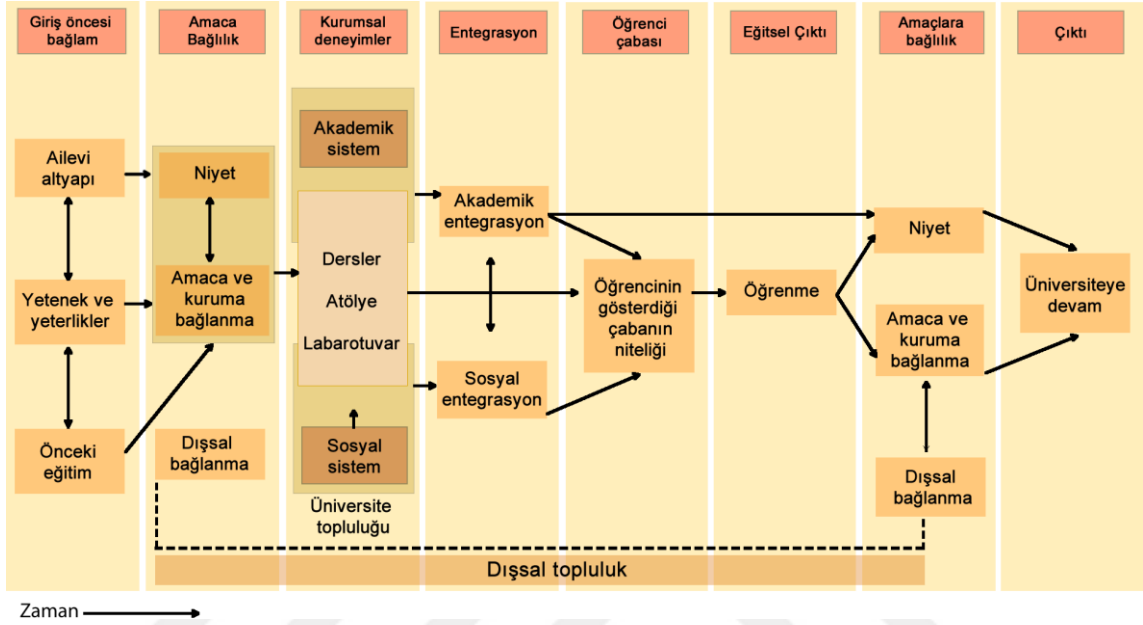 Giriş öncesi
bağlam
Amaca
Bağlılık
Kurumsal
deneyimler
Entegrasyon
Öğrenci
çabası
Eğitsel Çıktı
Amaçlara
bağlılık
Çıktı
Ailevi
altyapı
Yetenek ve
yeterlikler
Önceki
eğitim
Niyet
Amaca ve
kuruma
bağlanma
Dışsal
bağlanma
Akademik
sistem
Dersler
Atölye
Labarotuvar
Sosyal
sistem
Üniversite
topluluğu
Akademik
entegrasyon
Sosyal
entegrasyon
Öğrencinin
gösterdiği
çabanın
niteliği
Öğrenme
Niyet
Amaca ve
kuruma
bağlanma
Dışsal
bağlanma
Üniversiteye
devam
Dışsal topluluk
Zaman